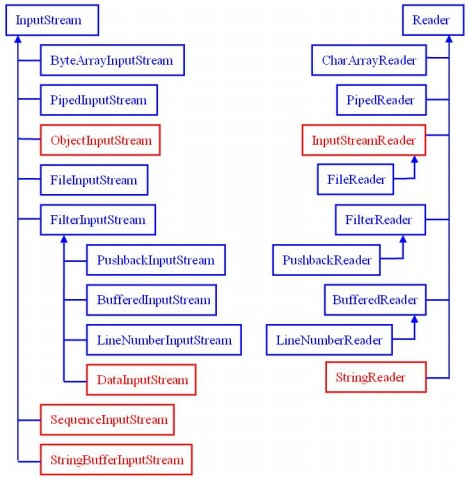 InputStream
ByteArrayInputStream
PipedInputStream
ObjectInputStream
FileInputStream
FilterInputStream
PushbackInputStream
BufferedInputStream
LineNumberInputStream
DataInputStream
SequenceInputStream
StringBufferInputStream
Reader
CharArrayReader
PipedReader
InputStreamReader
FileReader
FilterReader
PushbackReader
BufferedReader
LineNumberReader
StringReader